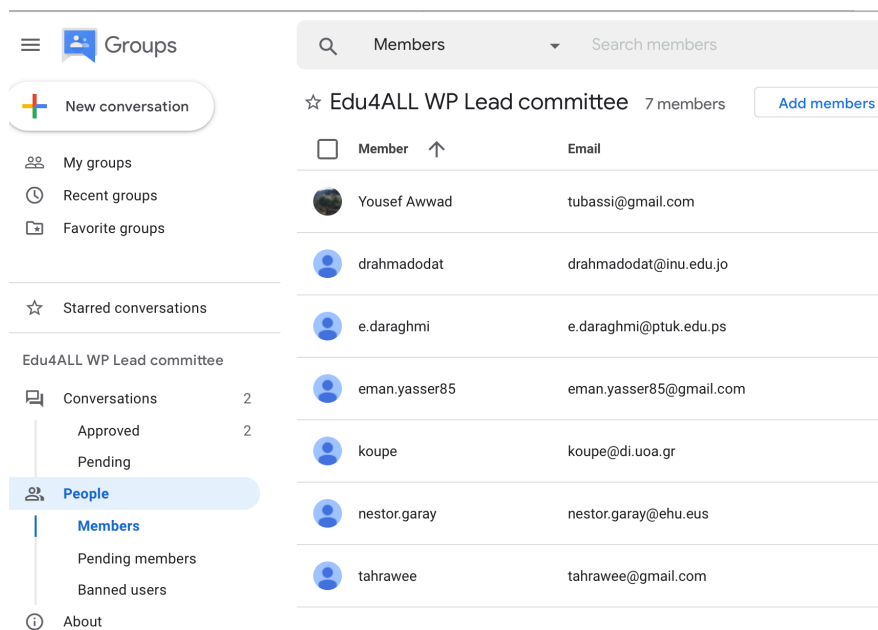 Groups
Members
Search members
New conversation
Edu4ALL WP Lead committee
7 members
Add members
My groups
Recent groups
Favorite groups
Starred conversations
Edu4ALL WP Lead committee
Conversations 2
Approved 2
Pending
People
Members
Pending members
Banned users
About
Member Email
Yousef Awwad tubassi@gmail.com
drahmadodat drahmadodat@inu.edu.jo
e.daraghmi e.daraghmi@ptuk.edu.ps
eman.yasser85 eman.yasser85@gmail.com
koupe koupe@di.uoa.gr
nestor.garay nestor.garay@ehu.eus
tahrawee tahrawee@gmail.com